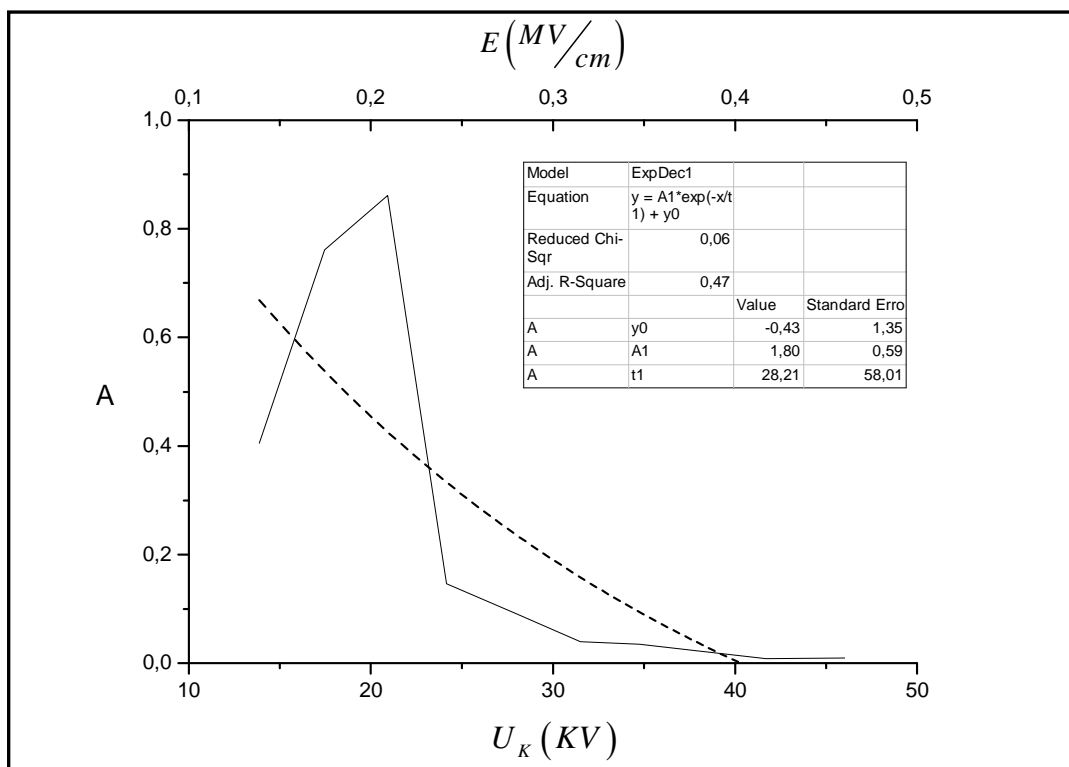 E(MV/cm)
0,1 0,2 0,3 0,4 0,5
1,0
0,8
0,6
A
0,4
0,2
0,0
10 20 30 40 50
U_K (KV)
Model ExpDec1
Equation y = A1*exp(-x/t
1) + y0
Reduced Chi- 0,06
Sqr
Adj. R-Square 0,47
Value Standard Erro
A y0 -0,43 1,35
A A1 1,80 0,59
A t1 28,21 58,01